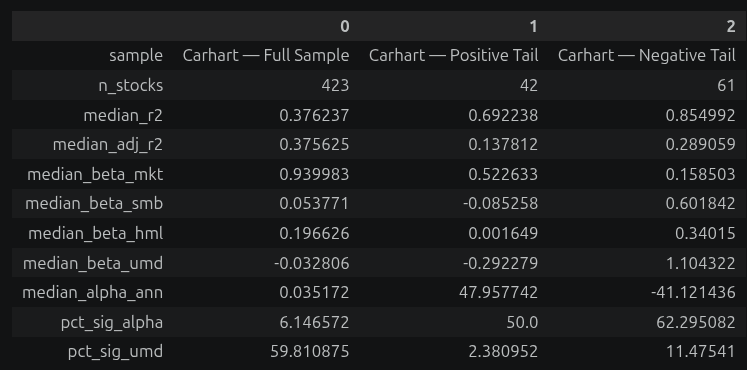 0 1 2
sample Carhart — Full Sample Carhart — Positive Tail Carhart — Negative Tail
n_stocks 423 42 61
median_r2 0.376237 0.692238 0.854992
median_adj_r2 0.375625 0.137812 0.289059
median_beta_mkt 0.939983 0.522633 0.158503
median_beta_smb 0.053771 -0.085258 0.601842
median_beta_hml 0.196626 0.001649 0.34015
median_beta_umd -0.032806 -0.292279 1.104322
median_alpha_ann 0.035172 47.957742 -41.121436
pct_sig_alpha 6.146572 50.0 62.295082
pct_sig_umd 59.810875 2.380952 11.47541